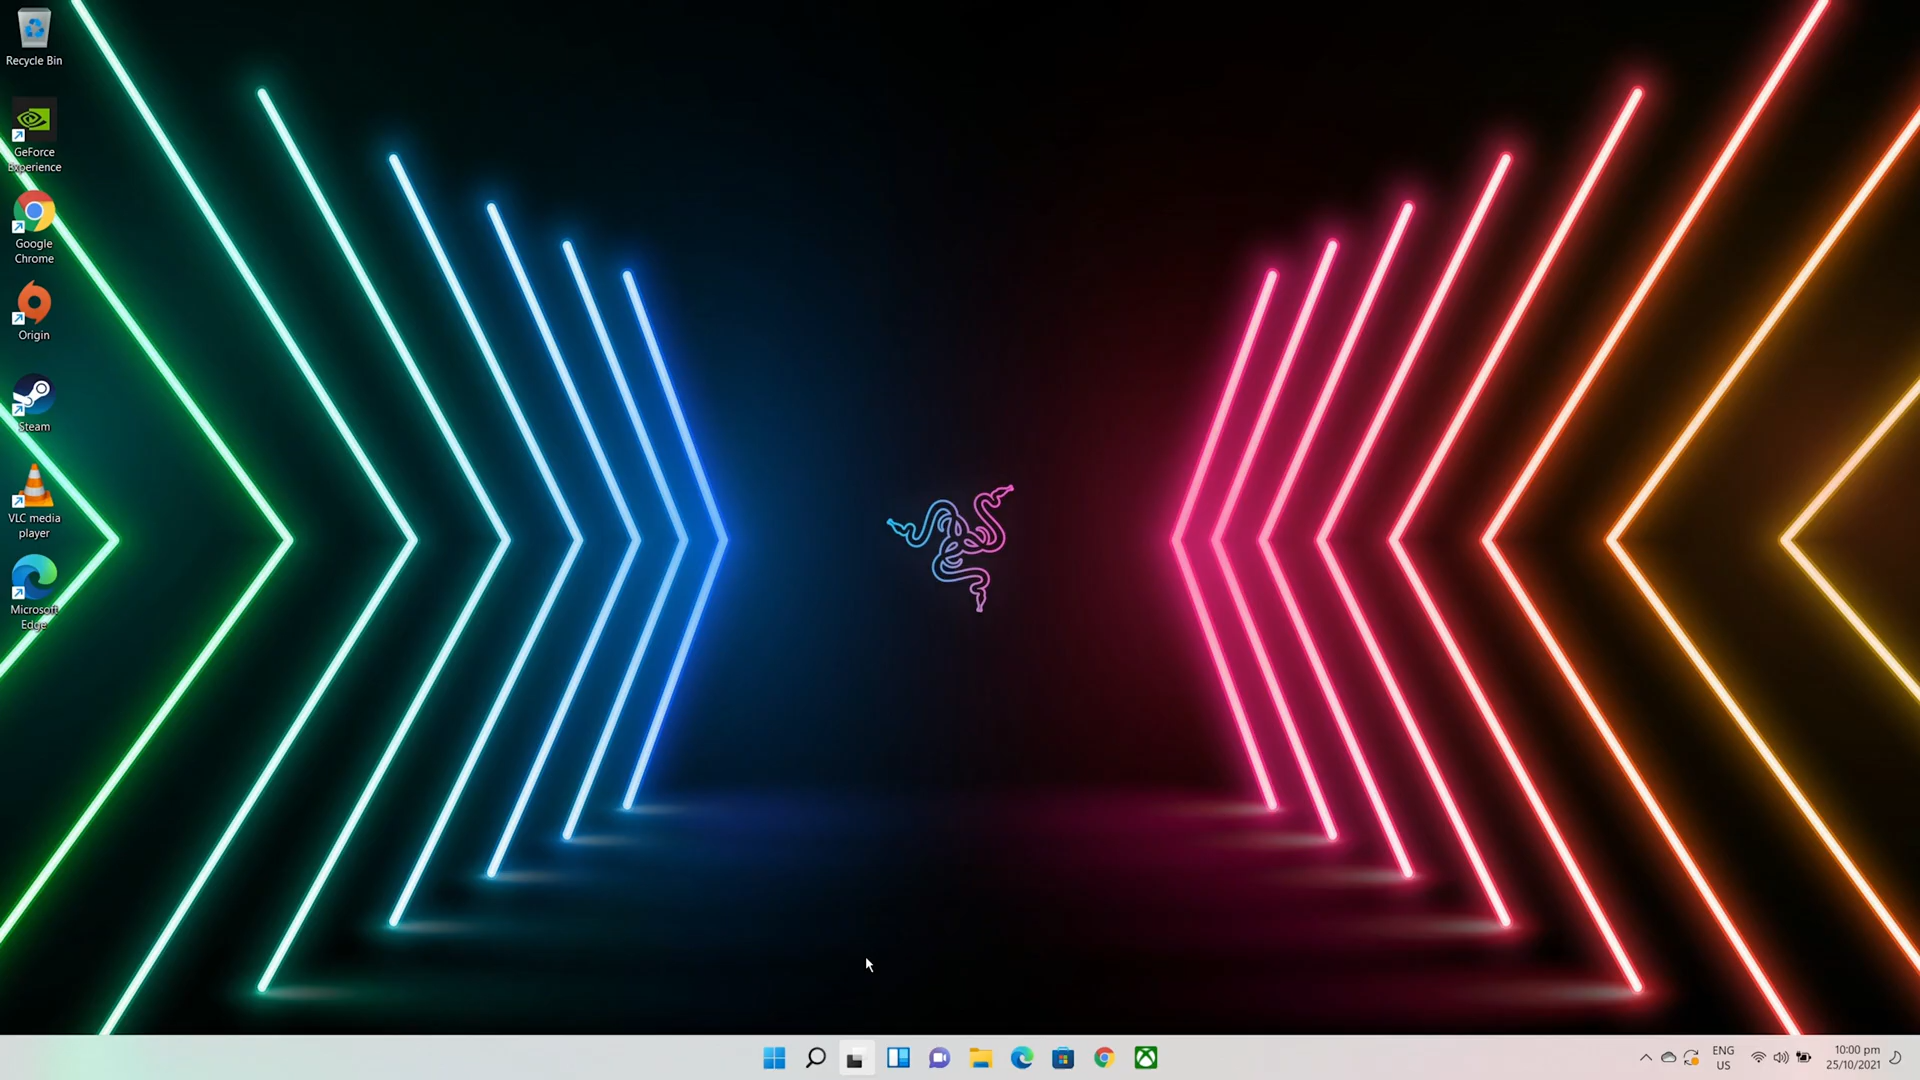 Recycle Bin
GeForce
Experience
Google
Chrome
Origin
Steam
VLC media
player
Microsoft
Edge
ENG
US
10:00 pm
25/10/2021